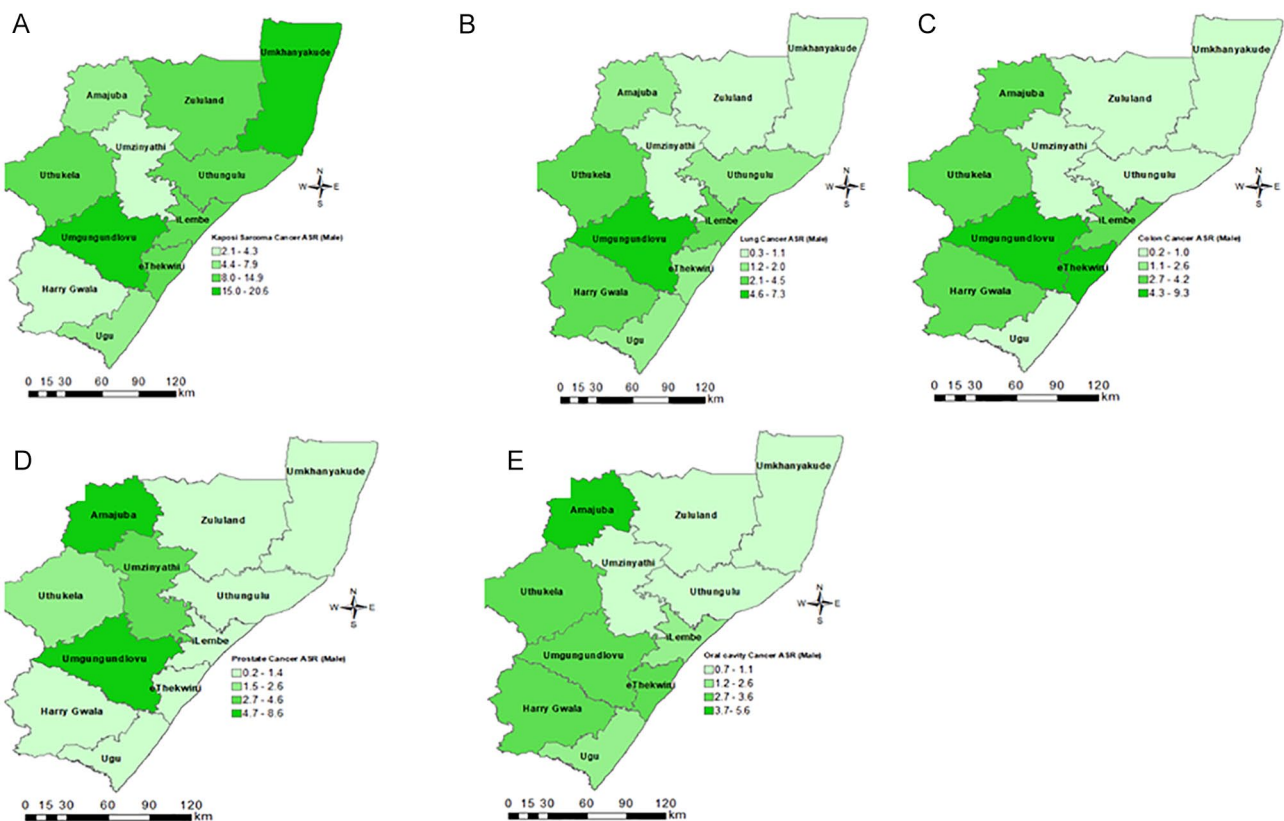 A
Umkhanyakude
Amajuba
Zululand
Umzinyathi
Uthukela
Uthungulu
iLembe
Umgungundlovu
eThekwini
Harry Gwala
Ugu
N
W E
S
Kaposi Sarcoma Cancer ASR (Male)
2.1 - 4.3
4.4 - 7.9
8.0 - 14.9
15.0 - 20.6
0 15 30 60 90 120
km
B
Umkhanyakude
Amajuba
Zululand
Umzinyathi
Uthukela
Uthungulu
iLembe
Umgungundlovu
eThekwini
Harry Gwala
Ugu
N
W E
S
Lung Cancer ASR (Male)
0.3 - 1.1
1.2 - 2.0
2.1 - 4.5
4.6 - 7.3
0 15 30 60 90 120
km
C
Umkhanyakude
Amajuba
Zululand
Umzinyathi
Uthukela
Uthungulu
iLembe
Umgungundlovu
eThekwini
Harry Gwala
Ugu
N
W E
S
Colon Cancer ASR (Male)
0.2 - 1.0
1.1 - 2.6
2.7 - 4.2
4.3 - 9.3
0 15 30 60 90 120
km
D
Umkhanyakude
Amajuba
Zululand
Umzinyathi
Uthukela
Uthungulu
iLembe
Umgungundlovu
eThekwini
Harry Gwala
Ugu
N
W E
S
Prostate Cancer ASR (Male)
0.2 - 1.4
1.5 - 2.6
2.7 - 4.6
4.7 - 8.6
0 15 30 60 90 120
km
E
Umkhanyakude
Amajuba
Zululand
Umzinyathi
Uthukela
Uthungulu
iLembe
Umgungundlovu
eThekwini
Harry Gwala
Ugu
N
W E
S
Oral cavity Cancer ASR (Male)
0.7 - 1.1
1.2 - 2.6
2.7 - 3.6
3.7- 5.6
0 15 30 60 90 120
km